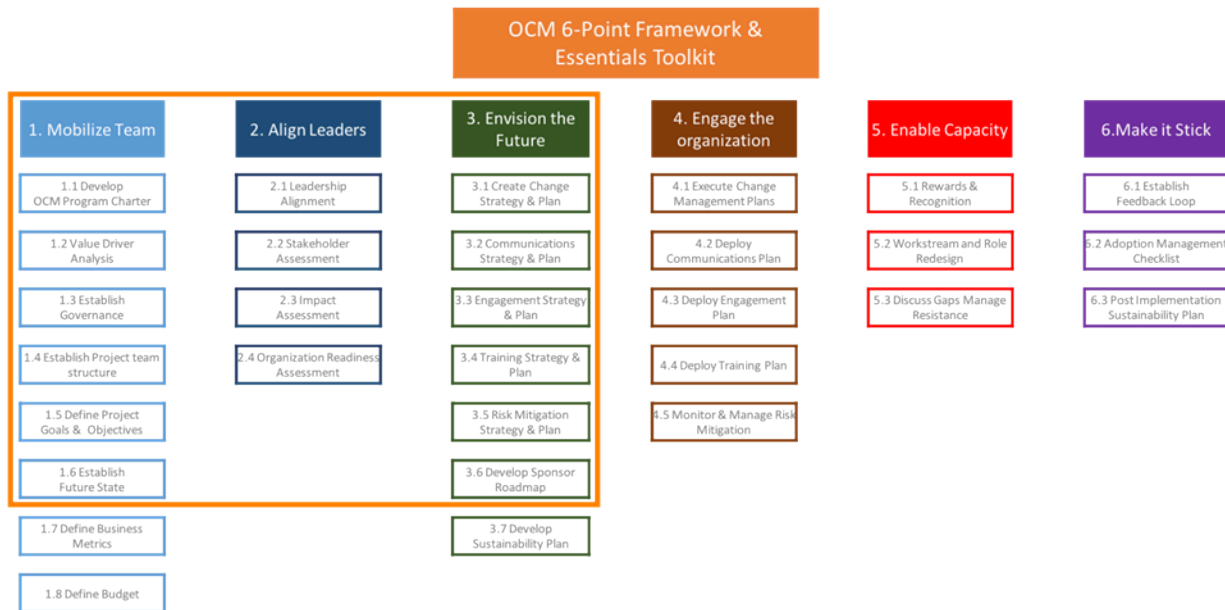 OCM 6-Point Framework &
Essentials Toolkit
1. Mobilize Team
1.1 Develop
OCM Program Charter
1.2 Value Driver
Analysis
1.3 Establish
Governance
1.4 Establish Project team
structure
1.5 Define Project
Goals & Objectives
1.6 Establish
Future State
1.7 Define Business
Metrics
1.8 Define Budget
2. Align Leaders
2.1 Leadership
Alignment
2.2 Stakeholder
Assessment
2.3 Impact
Assessment
2.4 Organization Readiness
Assessment
3. Envision the
Future
3.1 Create Change
Strategy & Plan
3.2 Communications
Strategy & Plan
3.3 Engagement Strategy
& Plan
3.4 Training Strategy &
Plan
3.5 Risk Mitigation
Strategy & Plan
3.6 Develop Sponsor
Roadmap
3.7 Develop
Sustainability Plan
4. Engage the
organization
4.1 Execute Change
Management Plans
4.2 Deploy
Communications Plan
4.3 Deploy Engagement
Plan
4.4 Deploy Training Plan
4.5 Monitor & Manage Risk
Mitigation
5. Enable Capacity
5.1 Rewards &
Recognition
5.2 Workstream and Role
Redesign
5.3 Discuss Gaps Manage
Resistance
6.Make it Stick
6.1 Establish
Feedback Loop
6.2 Adoption Management
Checklist
6.3 Post Implementation
Sustainability Plan